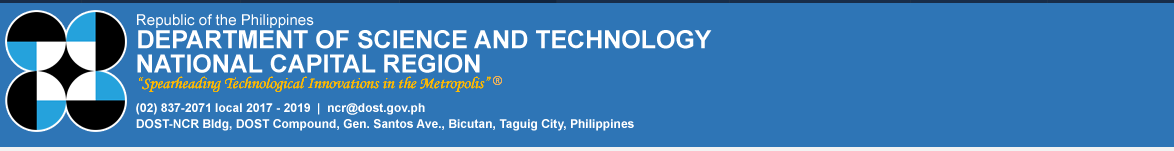 Republic of the Philippines
DEPARTMENT OF SCIENCE AND TECHNOLOGY
NATIONAL CAPITAL REGION
“Spearheading Technological Innovations in the Metropolis” ®
(02) 837-2071 local 2017 - 2019 | ncr@dost.gov.ph
DOST-NCR Bldg, DOST Compound, Gen. Santos Ave., Bicutan, Taguig City, Philippines